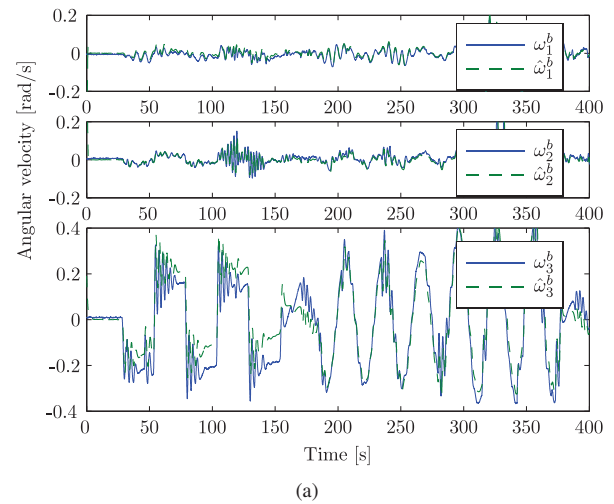 Angular velocity [rad/s]
0.2
0
-0.2
0 50 100 150 200 250 300 350 400
ω₁ᵇ
ω̂₁ᵇ
0.2
0
-0.2
0 50 100 150 200 250 300 350 400
ω₂ᵇ
ω̂₂ᵇ
0.4
0.2
0
-0.2
-0.4
0 50 100 150 200 250 300 350 400
ω₃ᵇ
ω̂₃ᵇ
Time [s]
(a)